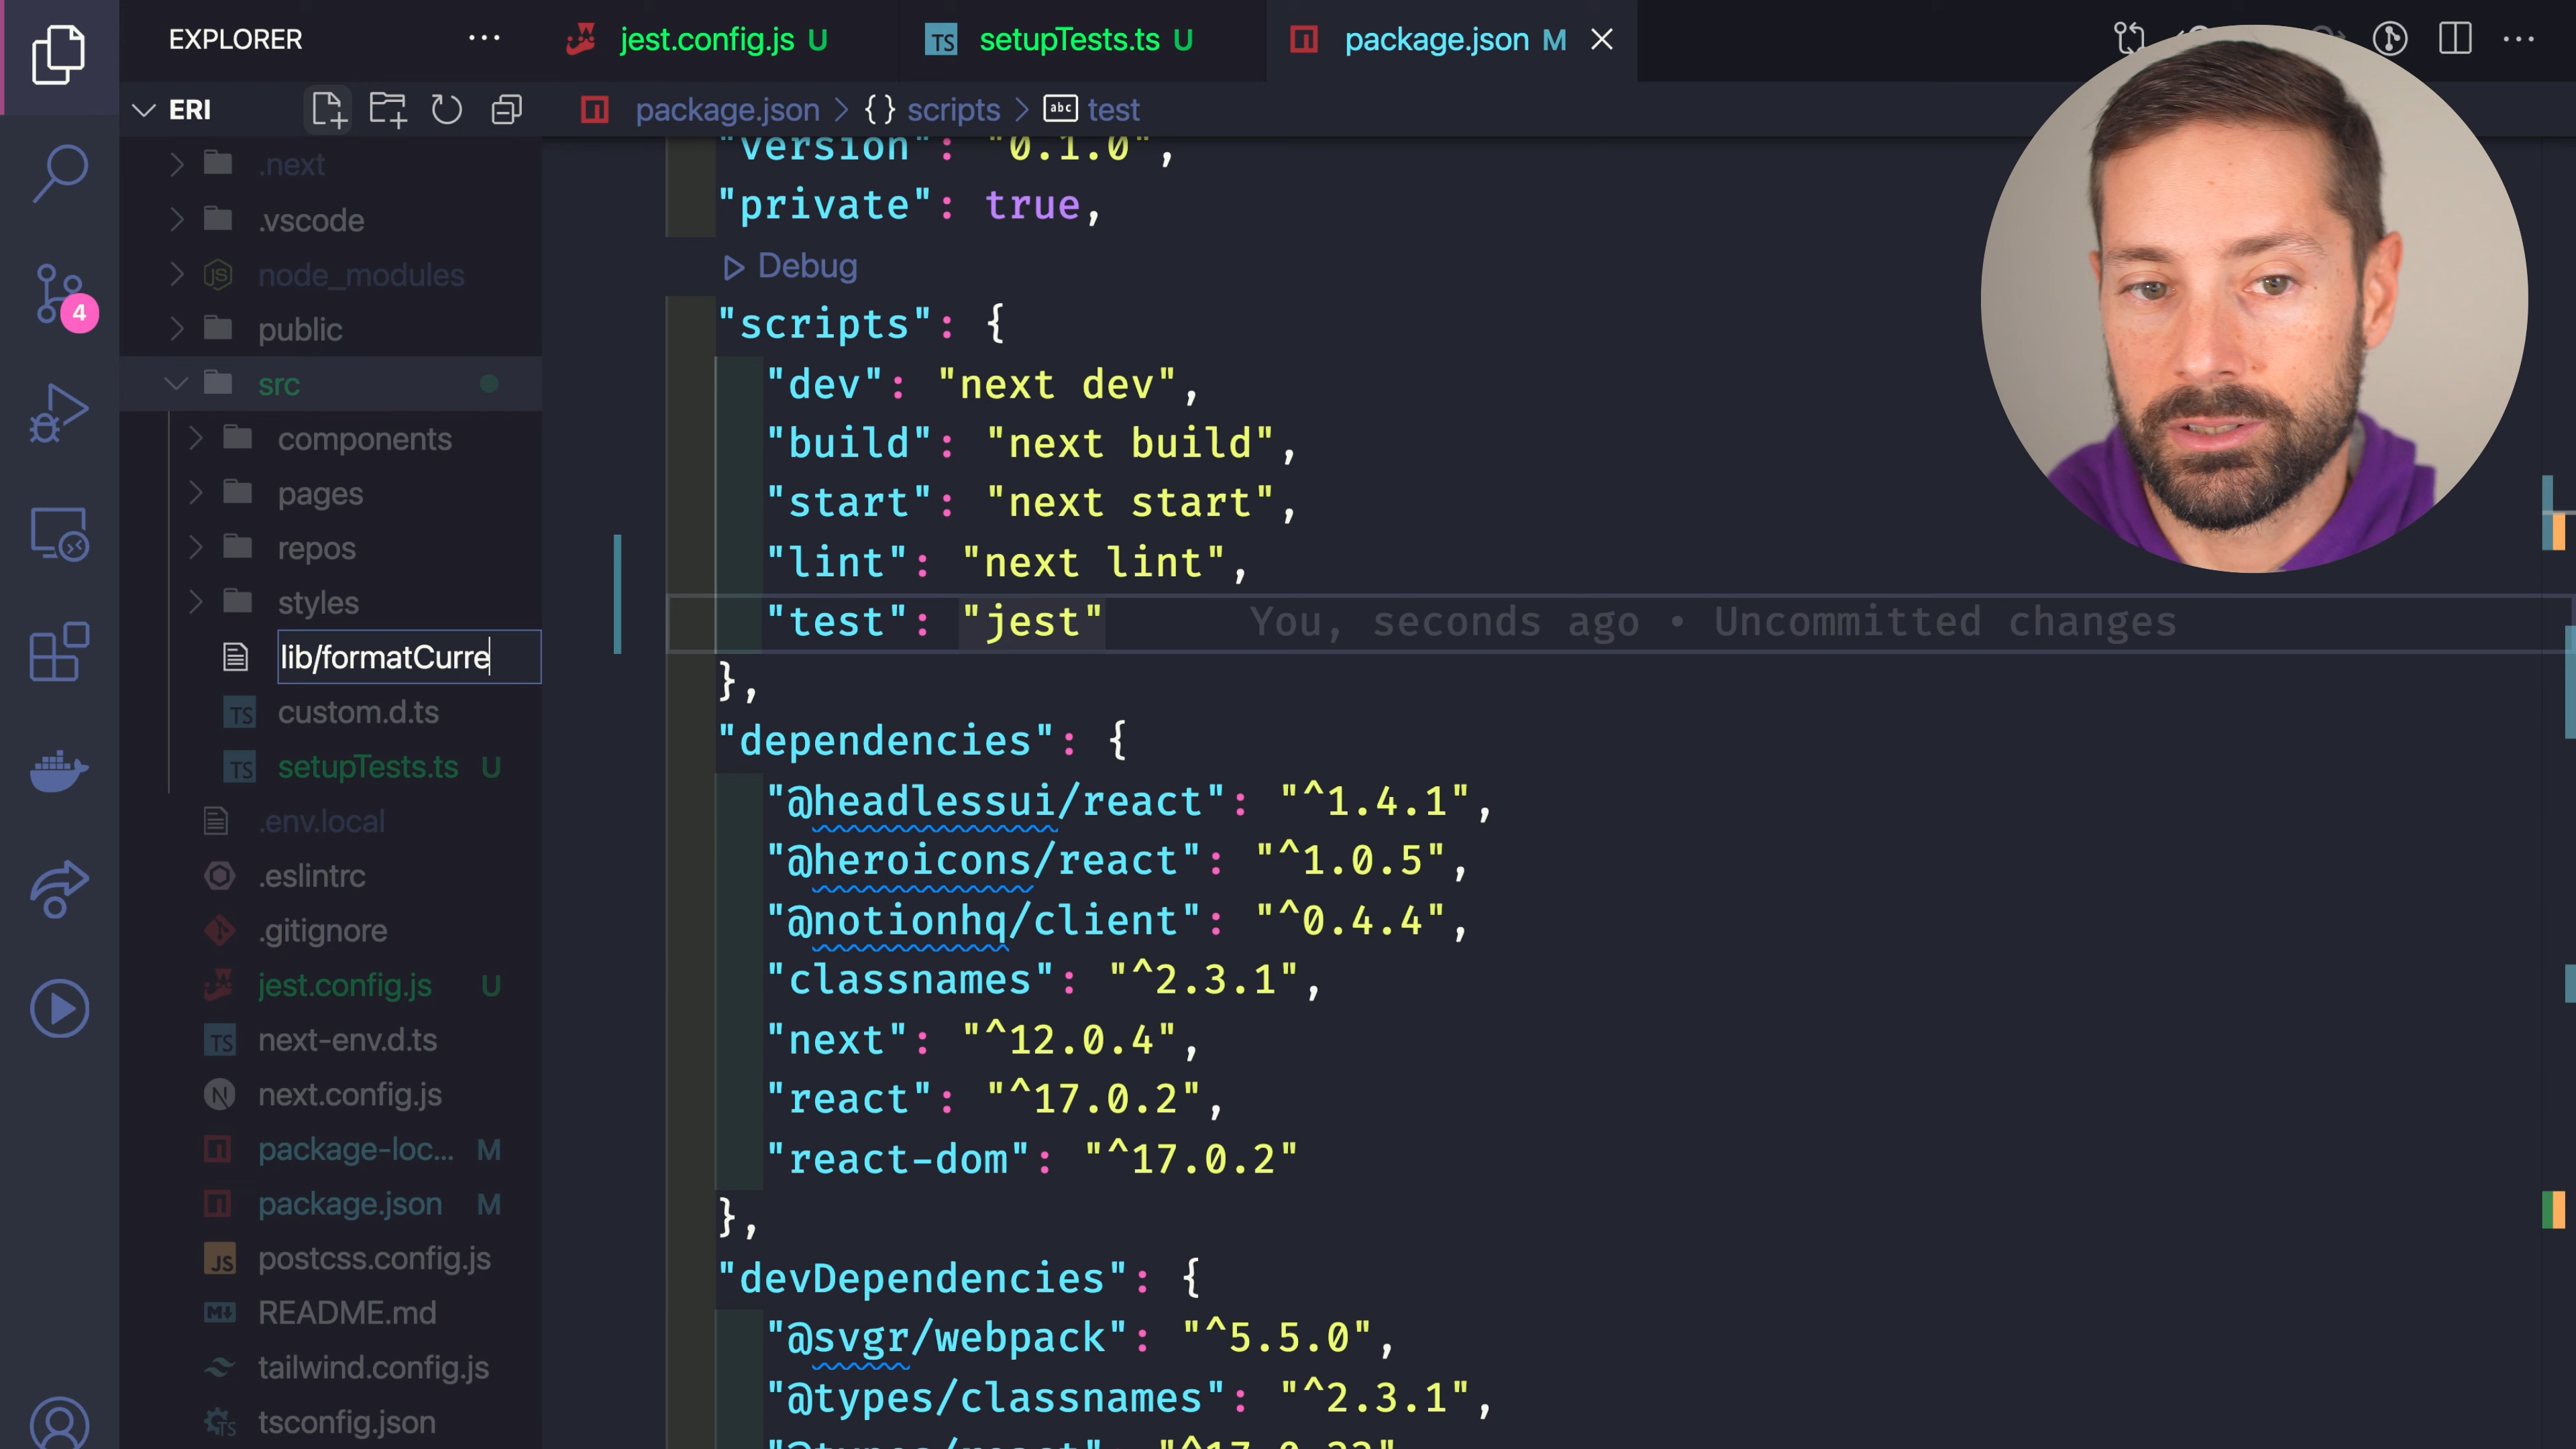 EXPLORER
jest.config.js U
setupTests.ts U
package.json M
ERI
package.json > {} scripts > abc test
.next
.vscode
node_modules
public
src
components
pages
repos
styles
lib/formatCurre
custom.d.ts
setupTests.ts U
.env.local
.eslintrc
.gitignore
jest.config.js U
next-env.d.ts
next.config.js
package-loc... M
package.json M
postcss.config.js
README.md
tailwind.config.js
tsconfig.json
4
"version": "0.1.0",
"private": true,
Debug
"scripts": {
"dev": "next dev",
"build": "next build",
"start": "next start",
"lint": "next lint",
"test": "jest" You, seconds ago • Uncommitted changes
},
"dependencies": {
"@headlessui/react": "^1.4.1",
"@heroicons/react": "^1.0.5",
"@notionhq/client": "^0.4.4",
"classnames": "^2.3.1",
"next": "^12.0.4",
"react": "^17.0.2",
"react-dom": "^17.0.2"
},
"devDependencies": {
"@svgr/webpack": "^5.5.0",
"@types/classnames": "^2.3.1",